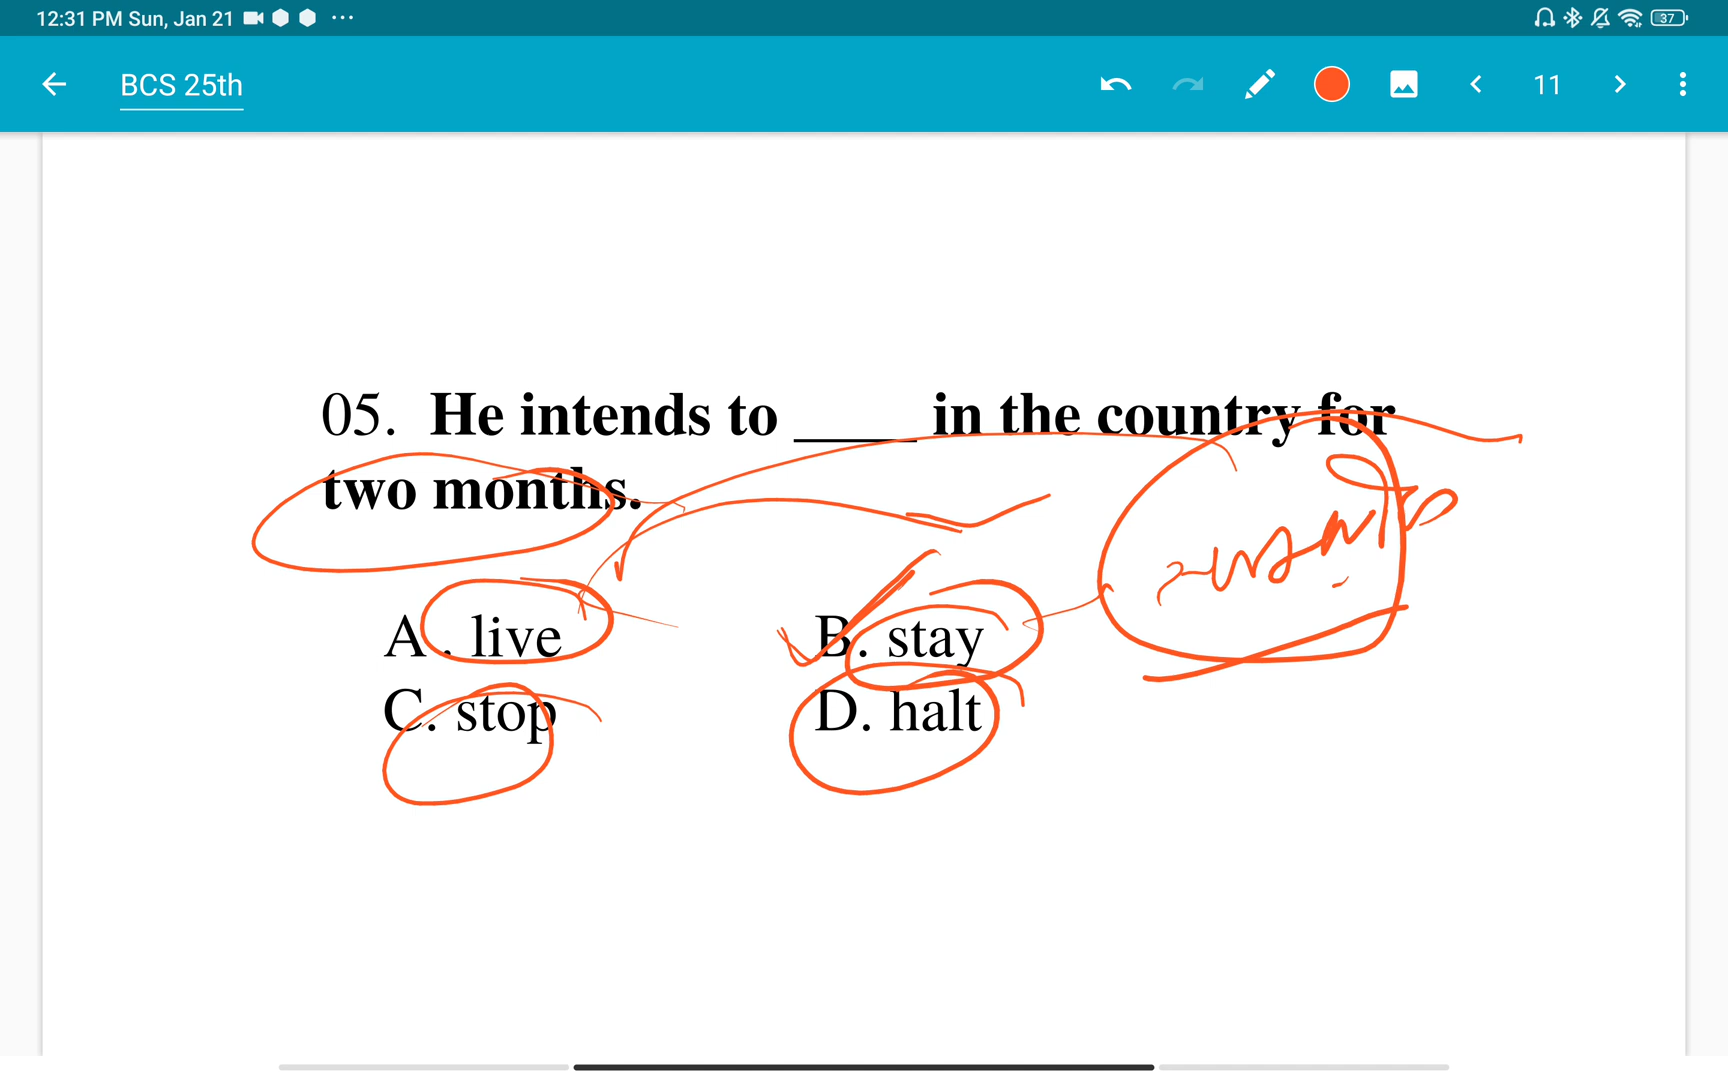 12:31 PM Sun, Jan 21
37
BCS 25th
11
05. He intends to ____ in the country for
two months.
A . live
B. stay
C. stop
D. halt